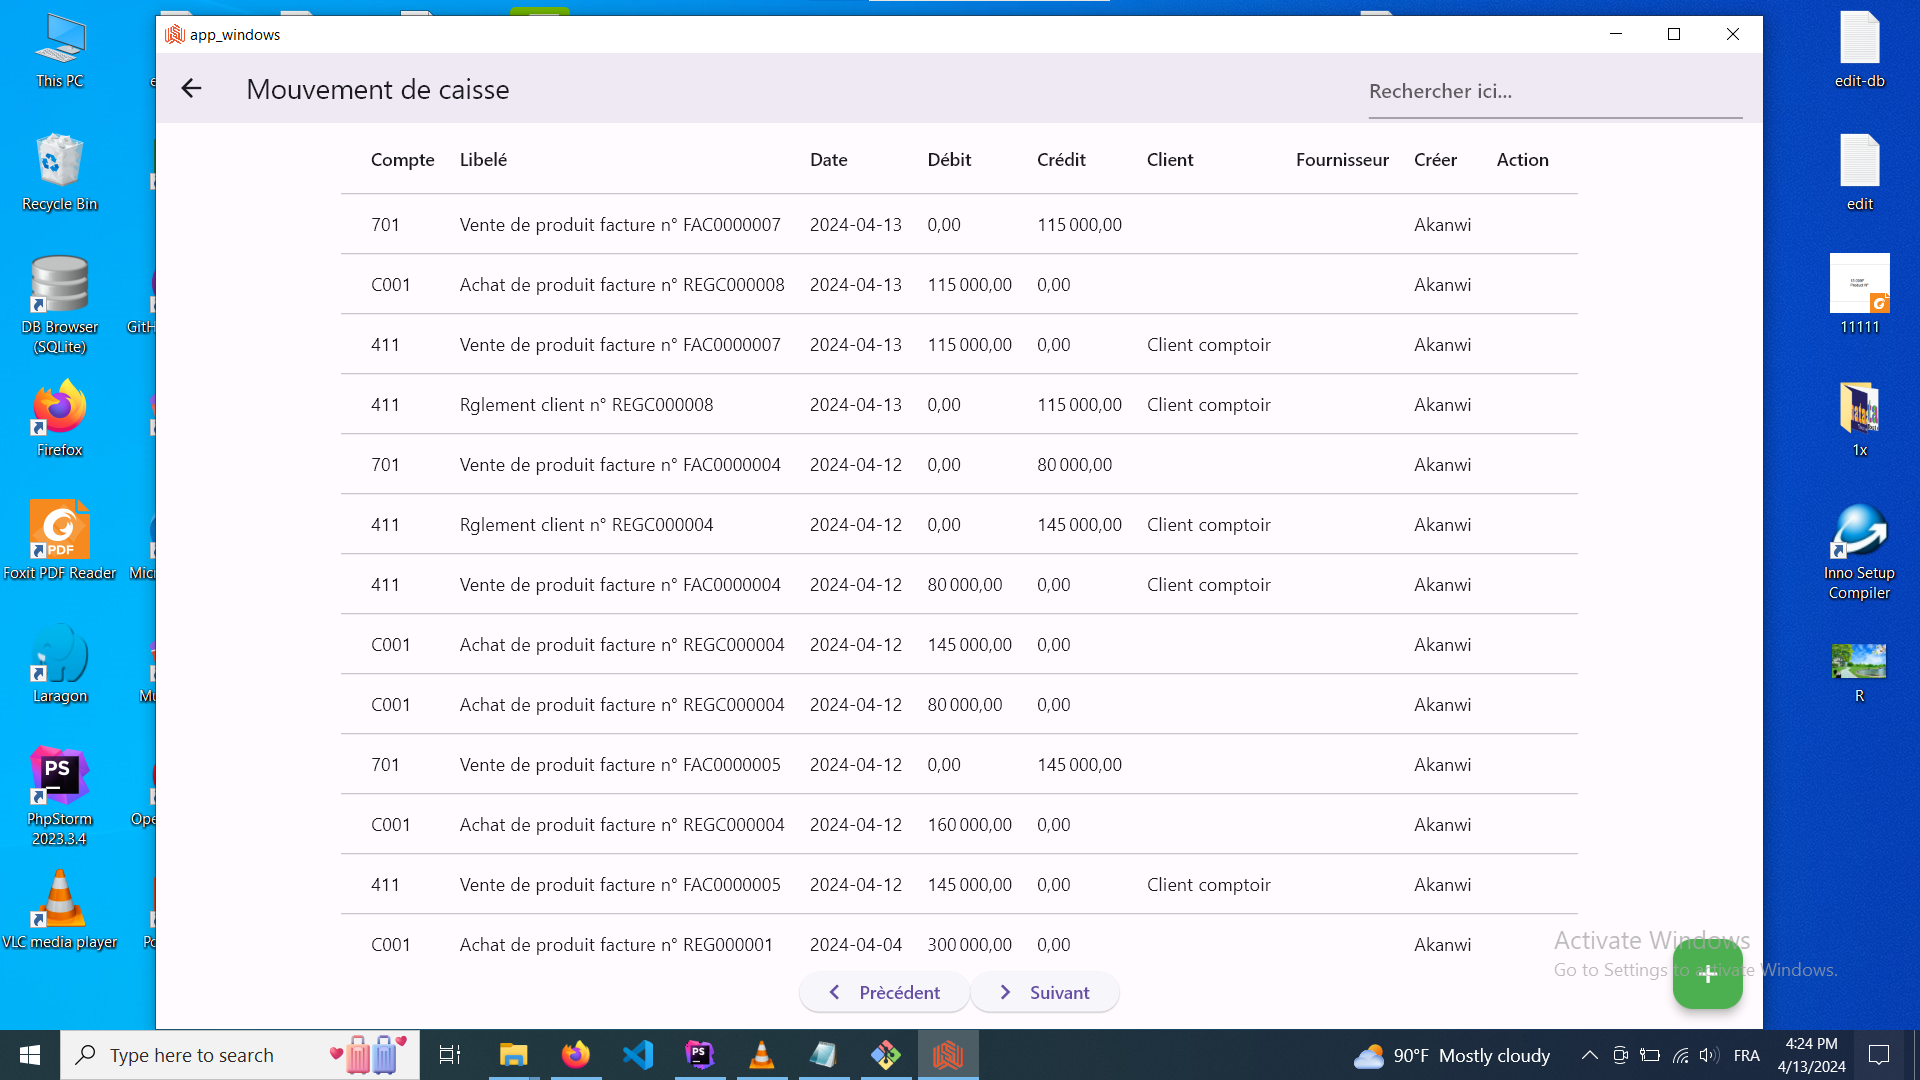 app_windows
Mouvement de caisse
Rechercher ici...
Compte Libelé Date Débit Crédit Client Fournisseur Créer Action
701 Vente de produit facture n° FAC0000007 2024-04-13 0,00 115 000,00 Akanwi
C001 Achat de produit facture n° REGC000008 2024-04-13 115 000,00 0,00 Akanwi
411 Vente de produit facture n° FAC0000007 2024-04-13 115 000,00 0,00 Client comptoir Akanwi
411 Rglement client n° REGC000008 2024-04-13 0,00 115 000,00 Client comptoir Akanwi
701 Vente de produit facture n° FAC0000004 2024-04-12 0,00 80 000,00 Akanwi
411 Rglement client n° REGC000004 2024-04-12 0,00 145 000,00 Client comptoir Akanwi
411 Vente de produit facture n° FAC0000004 2024-04-12 80 000,00 0,00 Client comptoir Akanwi
C001 Achat de produit facture n° REGC000004 2024-04-12 145 000,00 0,00 Akanwi
C001 Achat de produit facture n° REGC000004 2024-04-12 80 000,00 0,00 Akanwi
701 Vente de produit facture n° FAC0000005 2024-04-12 0,00 145 000,00 Akanwi
C001 Achat de produit facture n° REGC000004 2024-04-12 160 000,00 0,00 Akanwi
411 Vente de produit facture n° FAC0000005 2024-04-12 145 000,00 0,00 Client comptoir Akanwi
C001 Achat de produit facture n° REG000001 2024-04-04 300 000,00 0,00 Akanwi
Prècédent Suivant
Activate Windows
Go to Settings to activate Windows.
This PC
Recycle Bin
DB Browser
(SQLite)
Firefox
PDF
Foxit PDF Reader
Laragon
PS
PhpStorm
2023.3.4
VLC media player
edit-db
edit
11111
1x
Inno Setup
Compiler
R
Type here to search
90°F Mostly cloudy
FRA
4:24 PM
4/13/2024